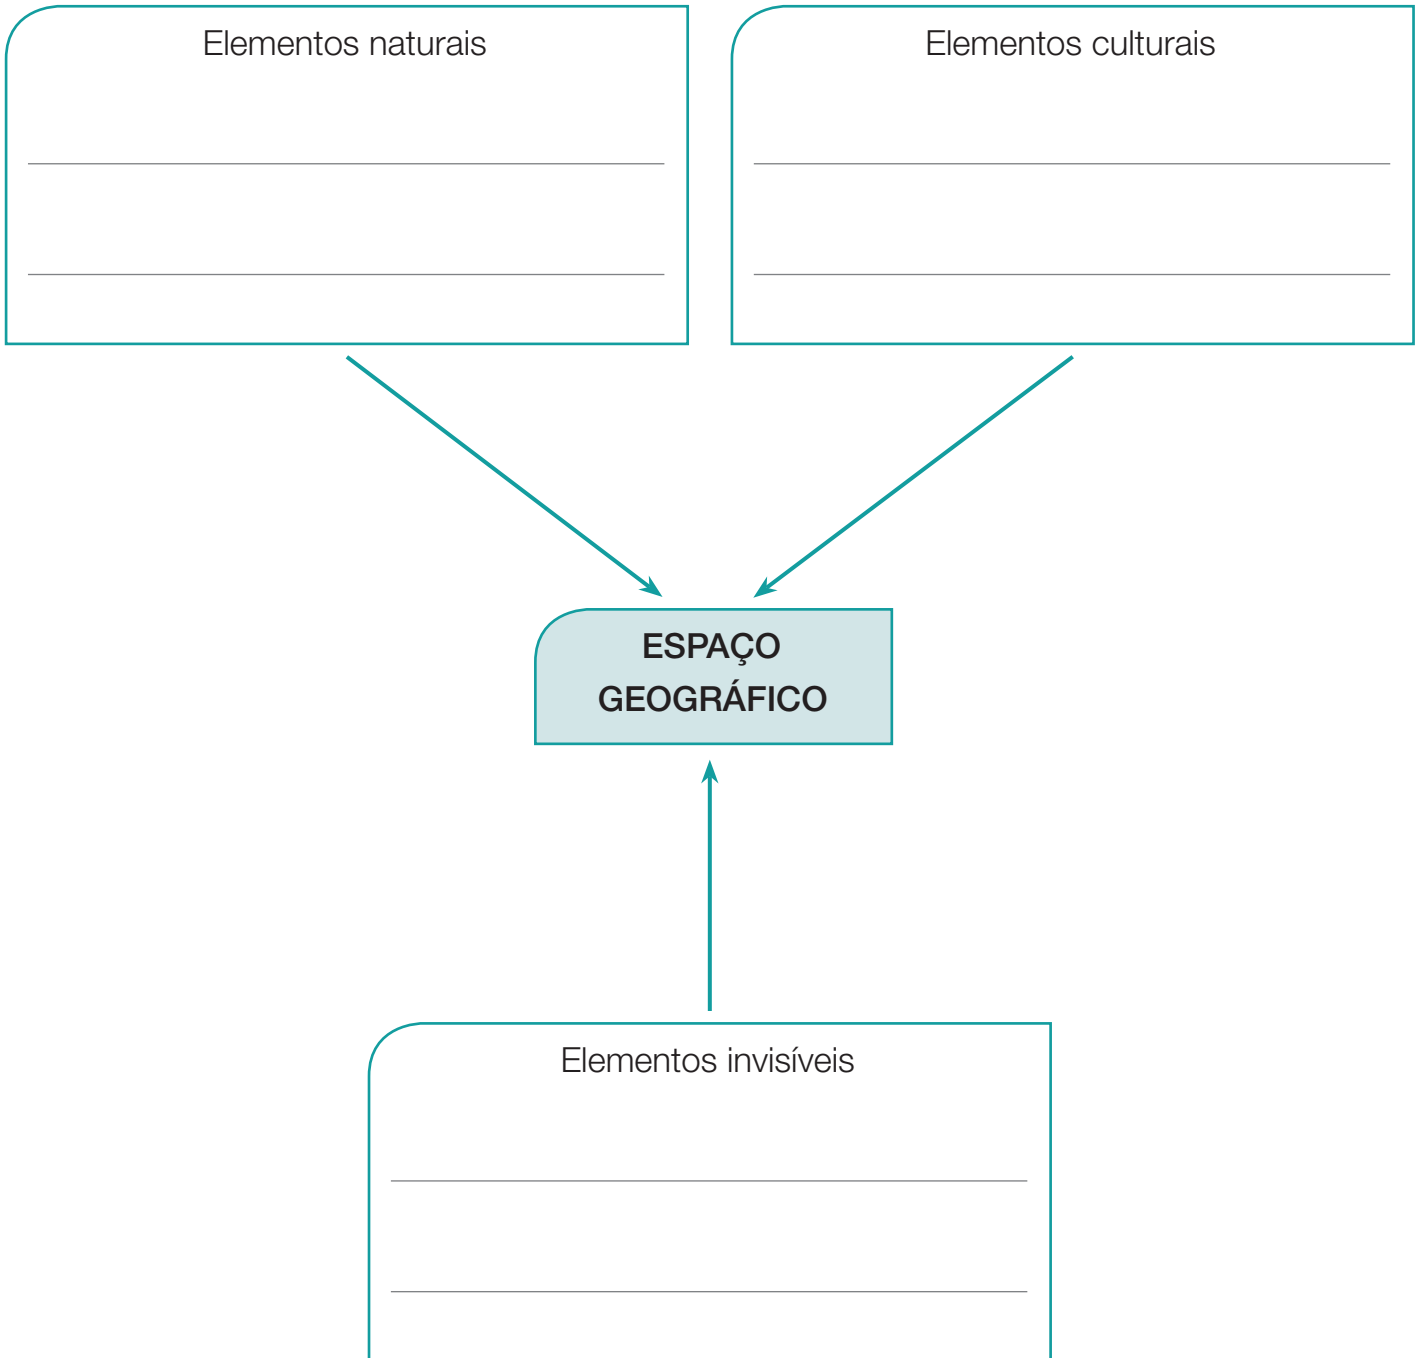 Elementos naturais
Elementos culturais
ESPAÇO
GEOGRÁFICO
Elementos invisíveis